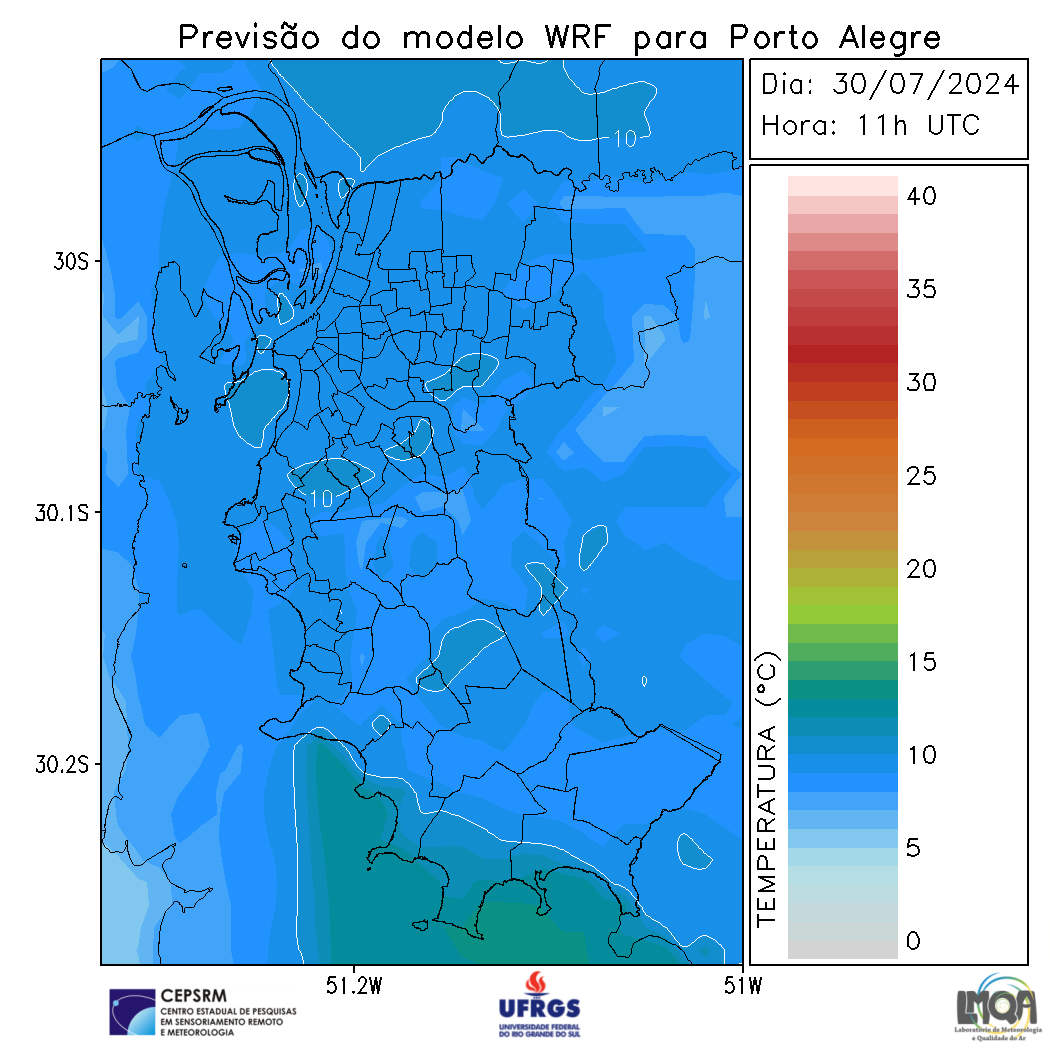 Previsão do modelo WRF para Porto Alegre
Dia: 30/07/2024
Hora: 11h UTC
10
10
30S
30.1S
30.2S
51.2W
51W
40
35
30
25
20
15
10
5
0
TEMPERATURA (°C)
CEPSRM
CENTRO ESTADUAL DE PESQUISAS
EM SENSORIAMENTO REMOTO
E METEOROLOGIA
UFRGS
UNIVERSIDADE FEDERAL
DO RIO GRANDE DO SUL
LMQA
Laboratório de Meteorologia
e Qualidade do Ar